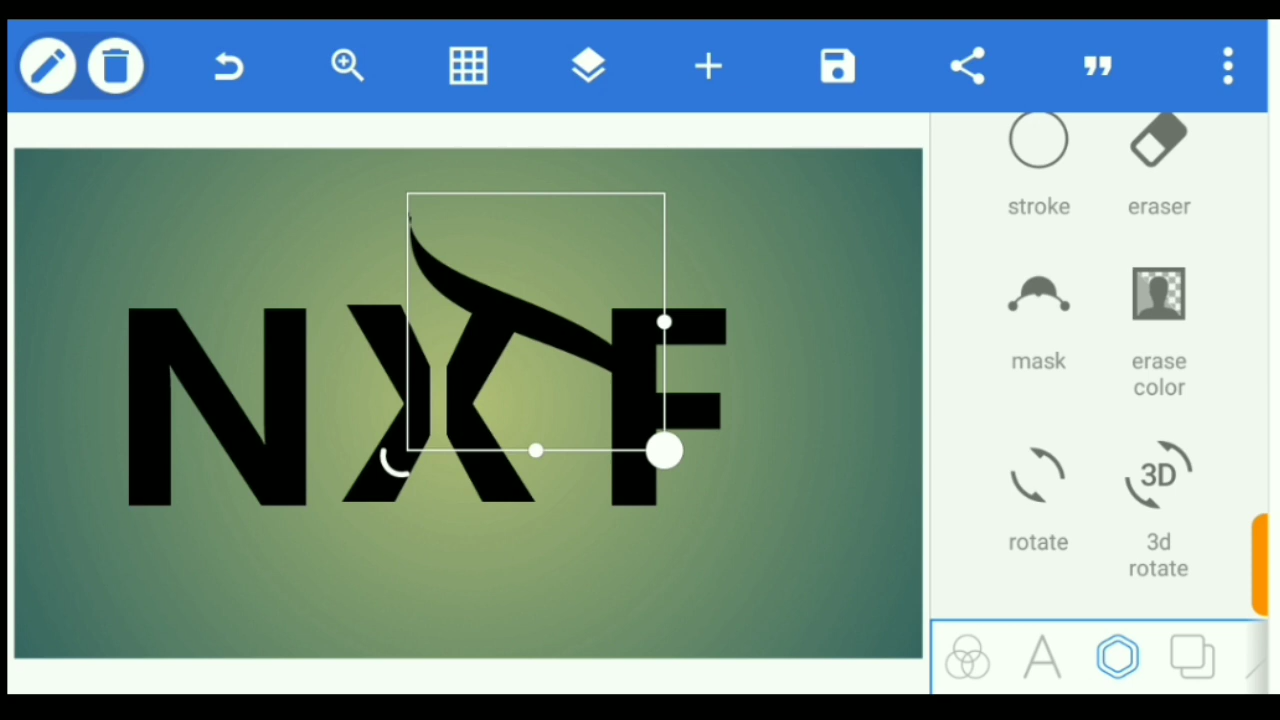 stroke
eraser
mask
erase
color
3D
rotate
3d
rotate
NXF